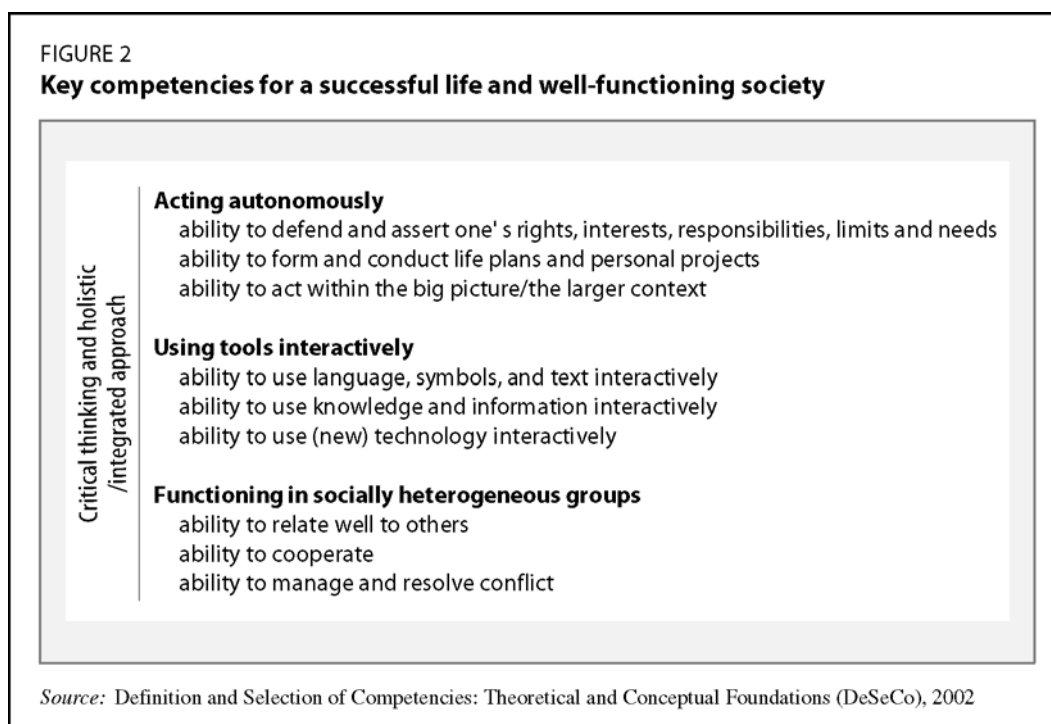 FIGURE 2
Key competencies for a successful life and well-functioning society
Critical thinking and holistic
/integrated approach
Acting autonomously
ability to defend and assert one' s rights, interests, responsibilities, limits and needs
ability to form and conduct life plans and personal projects
ability to act within the big picture/the larger context
Using tools interactively
ability to use language, symbols, and text interactively
ability to use knowledge and information interactively
ability to use (new) technology interactively
Functioning in socially heterogeneous groups
ability to relate well to others
ability to cooperate
ability to manage and resolve conflict
Source: Definition and Selection of Competencies: Theoretical and Conceptual Foundations (DeSeCo), 2002